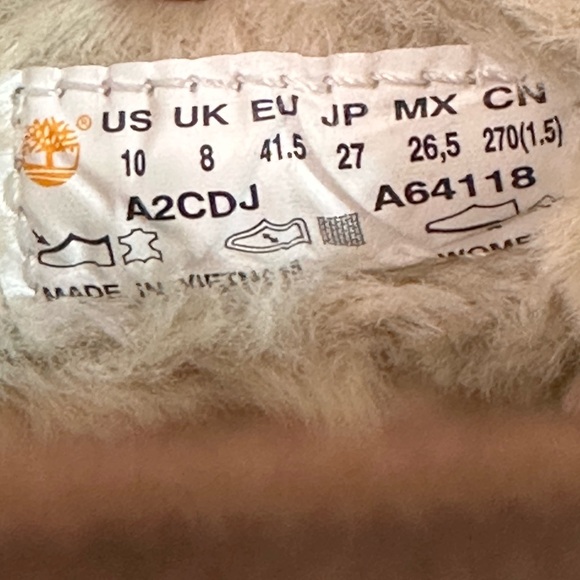 ® US UK EU JP MX CN
10 8 41.5 27 26,5 270(1.5)
A2CDJ A64118
MADE IN VIETNAM WOME